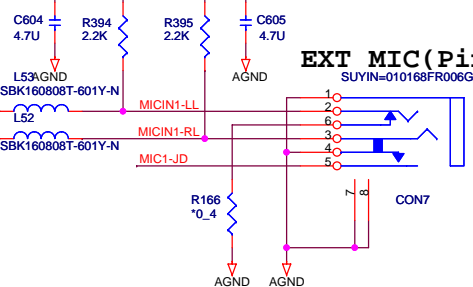 C604
4.7U
R394
2.2K
R395
2.2K
C605
4.7U
AGND
AGND
EXT MIC(Pi
SUYIN=010168FR006G
L53
SBK160808T-601Y-N
L52
SBK160808T-601Y-N
MICIN1-LL
MICIN1-RL
MIC1-JD
1
2
6
3
4
5
7
8
CON7
R166
*0_4
AGND
AGND